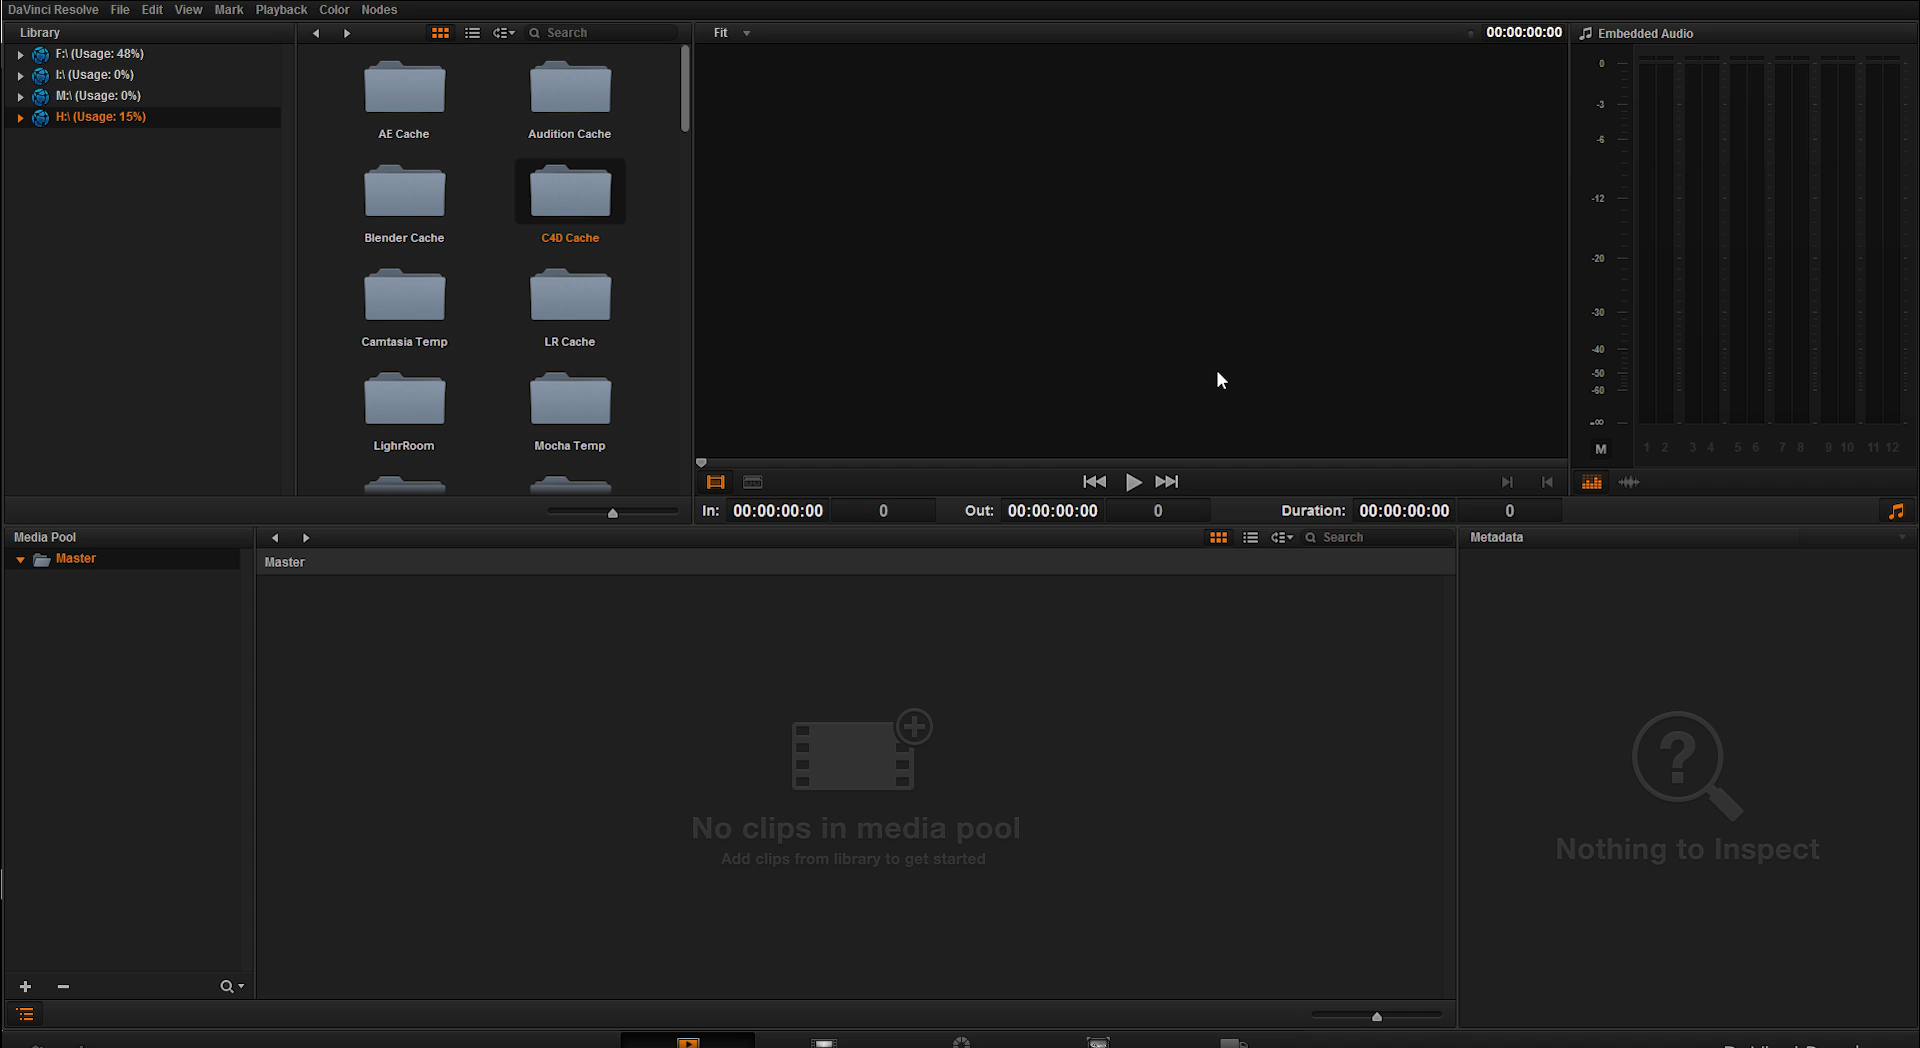 DaVinci Resolve File Edit View Mark Playback Color Nodes
Library
F:\ (Usage: 48%)
I:\ (Usage: 0%)
M:\ (Usage: 0%)
H:\ (Usage: 15%)
Search
AE Cache
Audition Cache
Blender Cache
C4D Cache
Camtasia Temp
LR Cache
LighrRoom
Mocha Temp
Fit
00:00:00:00
In: 00:00:00:00 0
Out: 00:00:00:00 0
Duration: 00:00:00:00 0
Embedded Audio
0
-3
-6
-12
-20
-30
-40
-50
-60
-∞
M 1 2 3 4 5 6 7 8 9 10 11 12
Media Pool
Master
Search
Master
No clips in media pool
Add clips from library to get started
Metadata
Nothing to Inspect